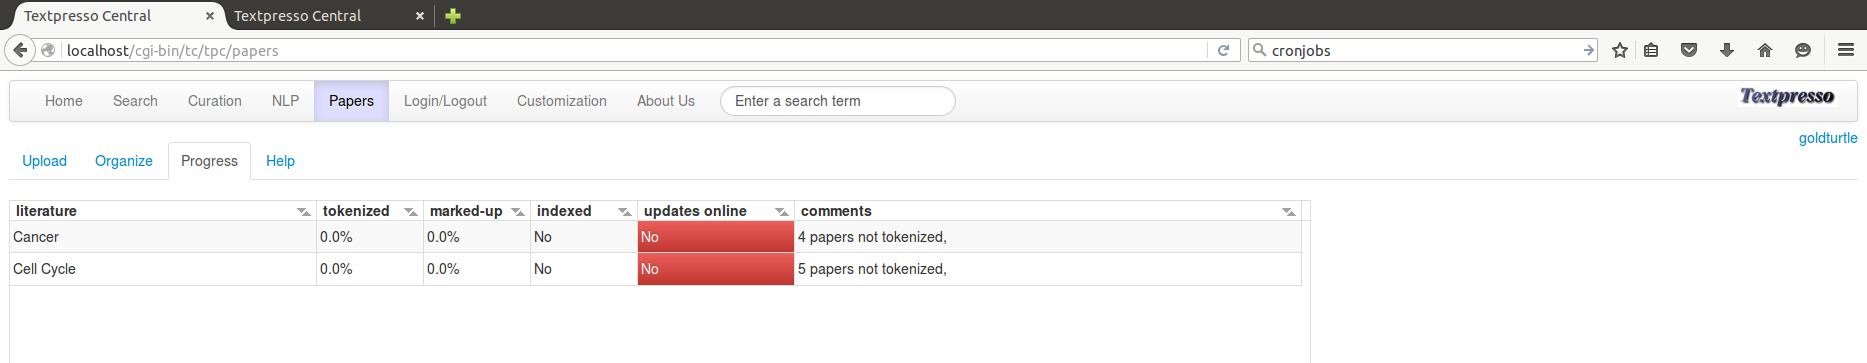 Textpresso Central Textpresso Central
localhost/cgi-bin/tc/tpc/papers cronjobs
Home Search Curation NLP Papers Login/Logout Customization About Us Enter a search term Textpresso
goldturtle
Upload Organize Progress Help
literature tokenized marked-up indexed updates online comments
Cancer 0.0% 0.0% No No 4 papers not tokenized,
Cell Cycle 0.0% 0.0% No No 5 papers not tokenized,